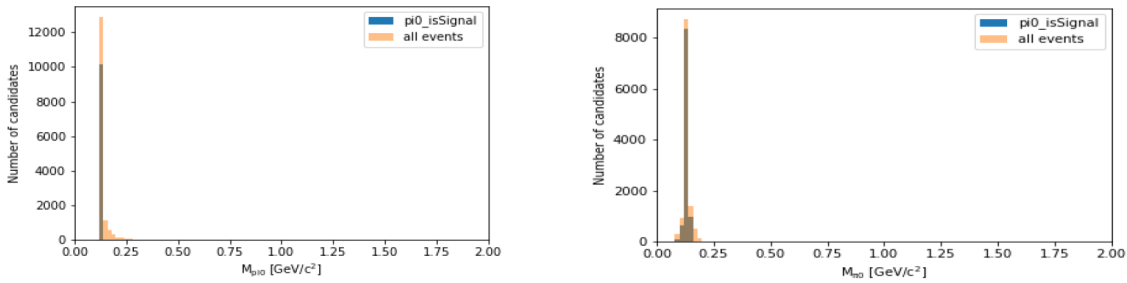 pi0_isSignal
all events
12000
10000
8000
6000
4000
2000
0
Number of candidates
0.00 0.25 0.50 0.75 1.00 1.25 1.50 1.75 2.00
M_pi0 [GeV/c²]
pi0_isSignal
all events
8000
6000
4000
2000
0
Number of candidates
0.00 0.25 0.50 0.75 1.00 1.25 1.50 1.75 2.00
M_π0 [GeV/c²]